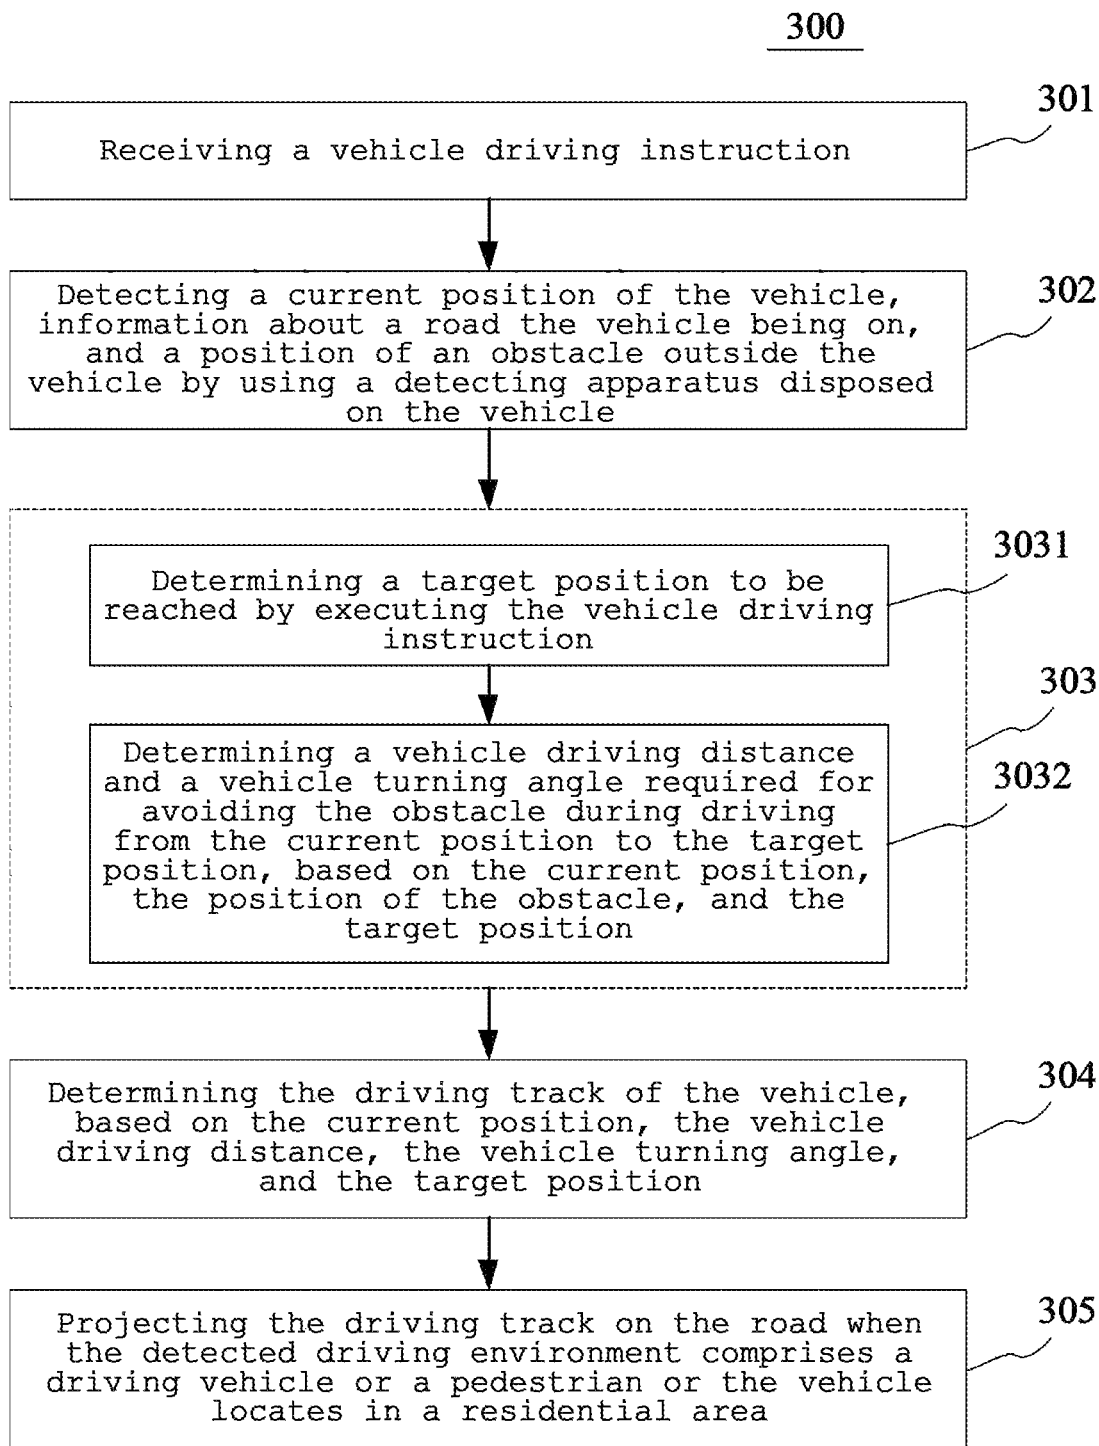 300
301
Receiving a vehicle driving instruction
302
Detecting a current position of the vehicle,
information about a road the vehicle being on,
and a position of an obstacle outside the
vehicle by using a detecting apparatus disposed
on the vehicle
3031
Determining a target position to be
reached by executing the vehicle driving
instruction
303
3032
Determining a vehicle driving distance
and a vehicle turning angle required for
avoiding the obstacle during driving
from the current position to the target
position, based on the current position,
the position of the obstacle, and the
target position
304
Determining the driving track of the vehicle,
based on the current position, the vehicle
driving distance, the vehicle turning angle,
and the target position
305
Projecting the driving track on the road when
the detected driving environment comprises a
driving vehicle or a pedestrian or the vehicle
locates in a residential area